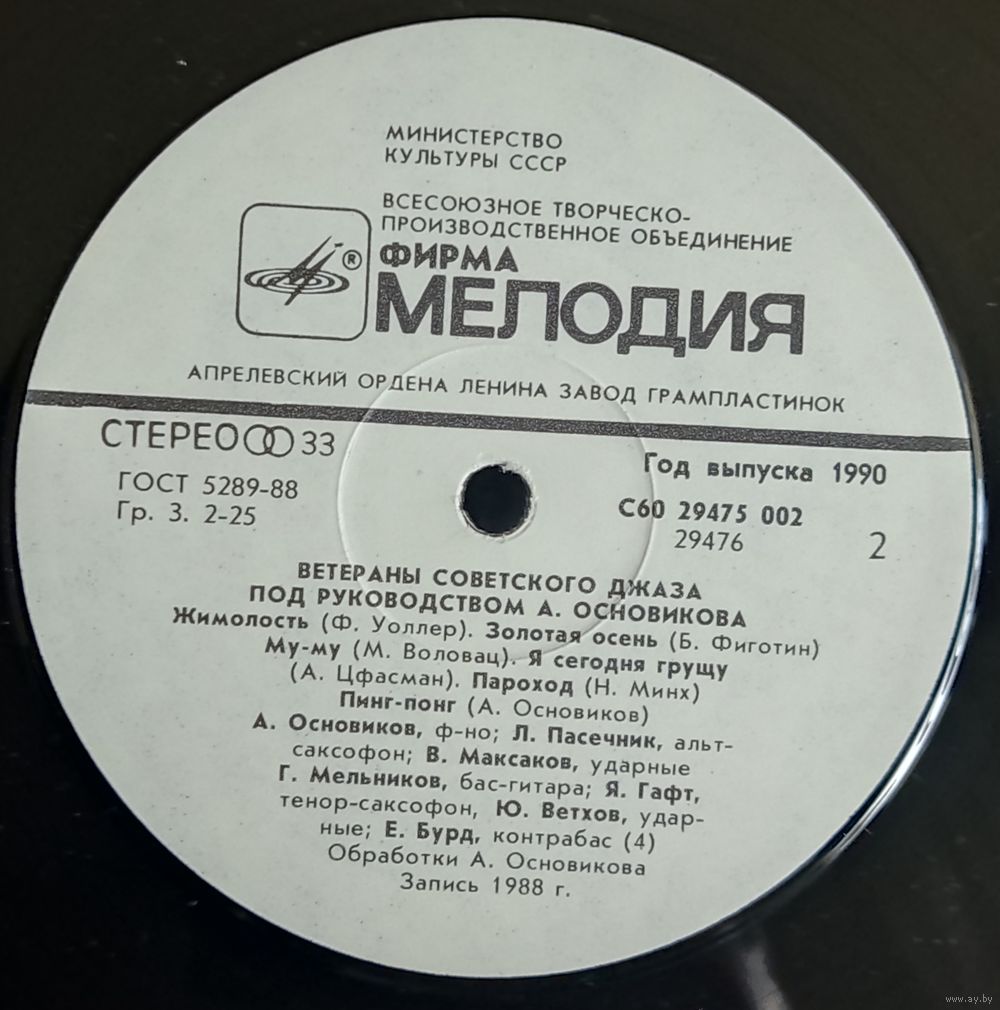 МИНИСТЕРСТВО
КУЛЬТУРЫ СССР
ВСЕСОЮЗНОЕ ТВОРЧЕСКО-
ПРОИЗВОДСТВЕННОЕ ОБЪЕДИНЕНИЕ
®
ФИРМА
МЕЛОДИЯ
АПРЕЛЕВСКИЙ ОРДЕНА ЛЕНИНА ЗАВОД ГРАМПЛАСТИНОК
СТЕРЕО 33
ГОСТ 5289-88
Гр. 3. 2-25
Год выпуска 1990
С60 29475 002
29476
2
ВЕТЕРАНЫ СОВЕТСКОГО ДЖАЗА
ПОД РУКОВОДСТВОМ А. ОСНОВИКОВА
Жимолость (Ф. Уоллер). Золотая осень (Б. Фиготин)
Му-му (М. Воловац). Я сегодня грущу
(А. Цфасман). Пароход (Н. Минх)
Пинг-понг (А. Основиков)
А. Основиков, ф-но; Л. Пасечник, альт-
саксофон; В. Максаков, ударные
Г. Мельников, бас-гитара; Я. Гафт,
тенор-саксофон, Ю. Ветхов, удар-
ные; Е. Бурд, контрабас (4)
Обработки А. Основикова
Запись 1988 г.
www.ay.by